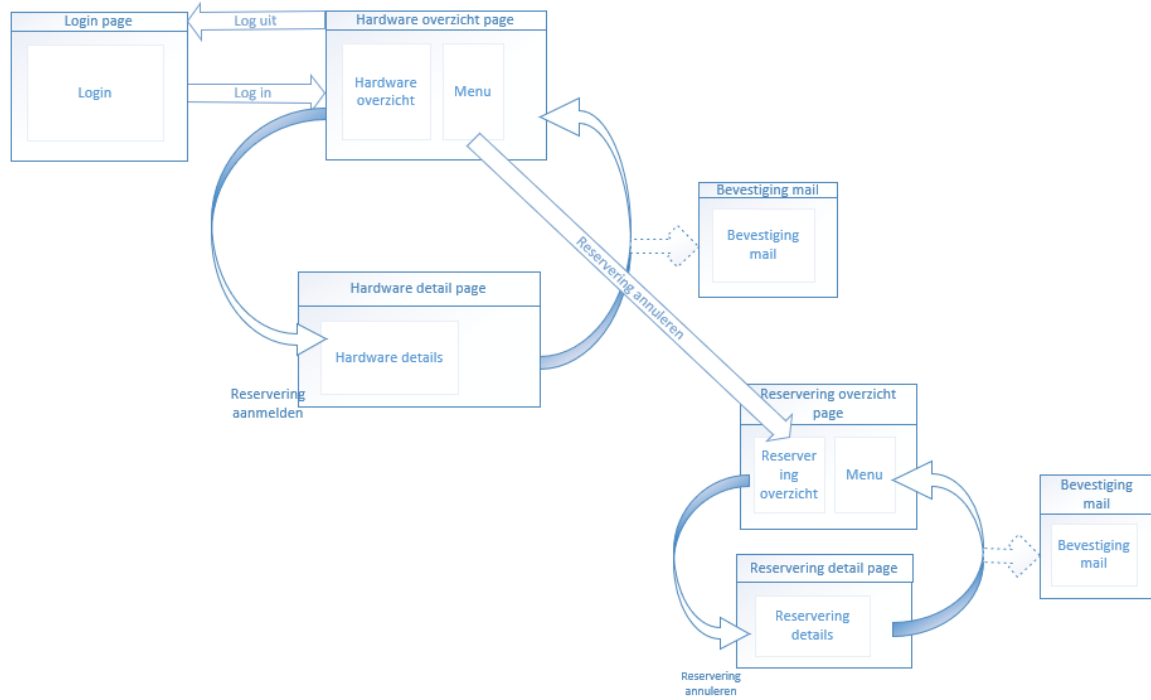 Login page
Log uit
Hardware overzicht page
Login
Log in
Hardware
overzicht
Menu
Bevestiging mail
Bevestiging
mail
Reservering annuleren
Hardware detail page
Hardware details
Reservering
aanmelden
Reservering overzicht
page
Reserver
ing
overzicht
Menu
Bevestiging
mail
Bevestiging
mail
Reservering detail page
Reservering
details
Reservering
annuleren